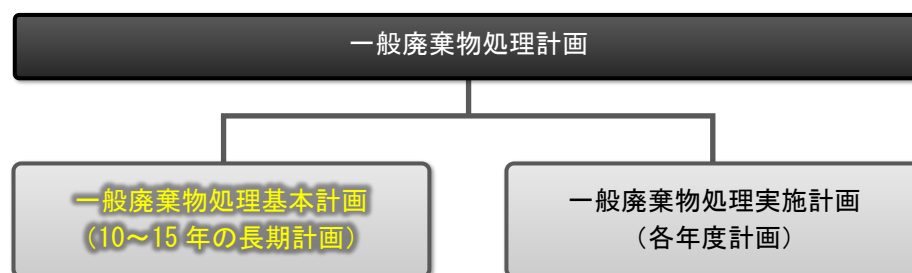 一般廃棄物処理計画
一般廃棄物処理基本計画
(10～15 年の長期計画)
一般廃棄物処理実施計画
(各年度計画)